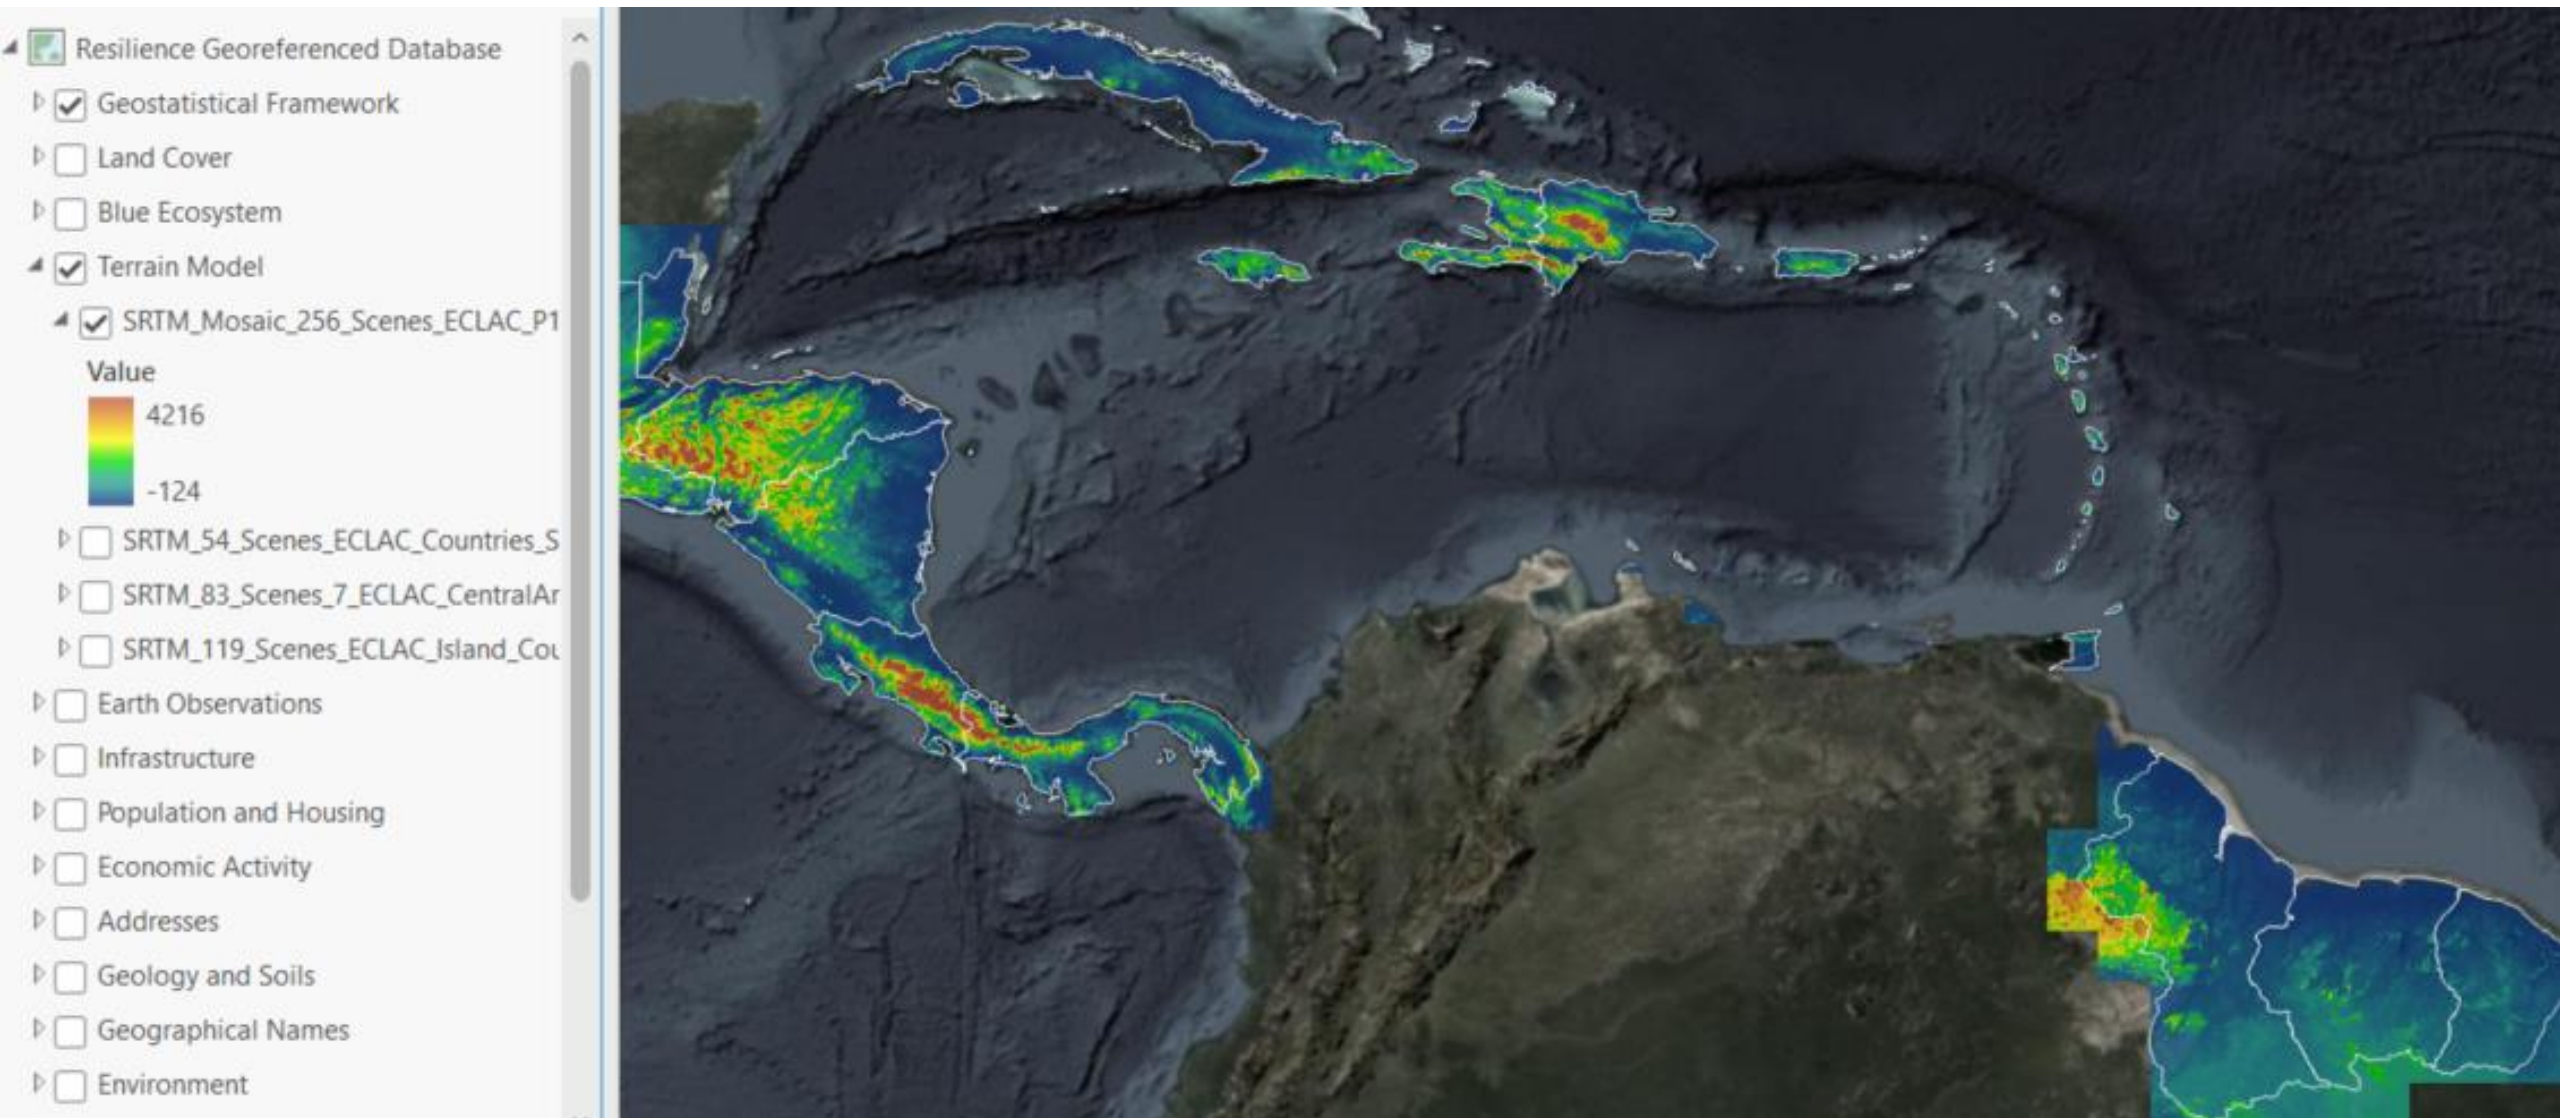 Resilience Georeferenced Database
Geostatistical Framework
Land Cover
Blue Ecosystem
Terrain Model
SRTM_Mosaic_256_Scenes_ECLAC_P1
Value
4216
-124
SRTM_54_Scenes_ECLAC_Countries_S
SRTM_83_Scenes_7_ECLAC_CentralAr
SRTM_119_Scenes_ECLAC_Island_Cou
Earth Observations
Infrastructure
Population and Housing
Economic Activity
Addresses
Geology and Soils
Geographical Names
Environment